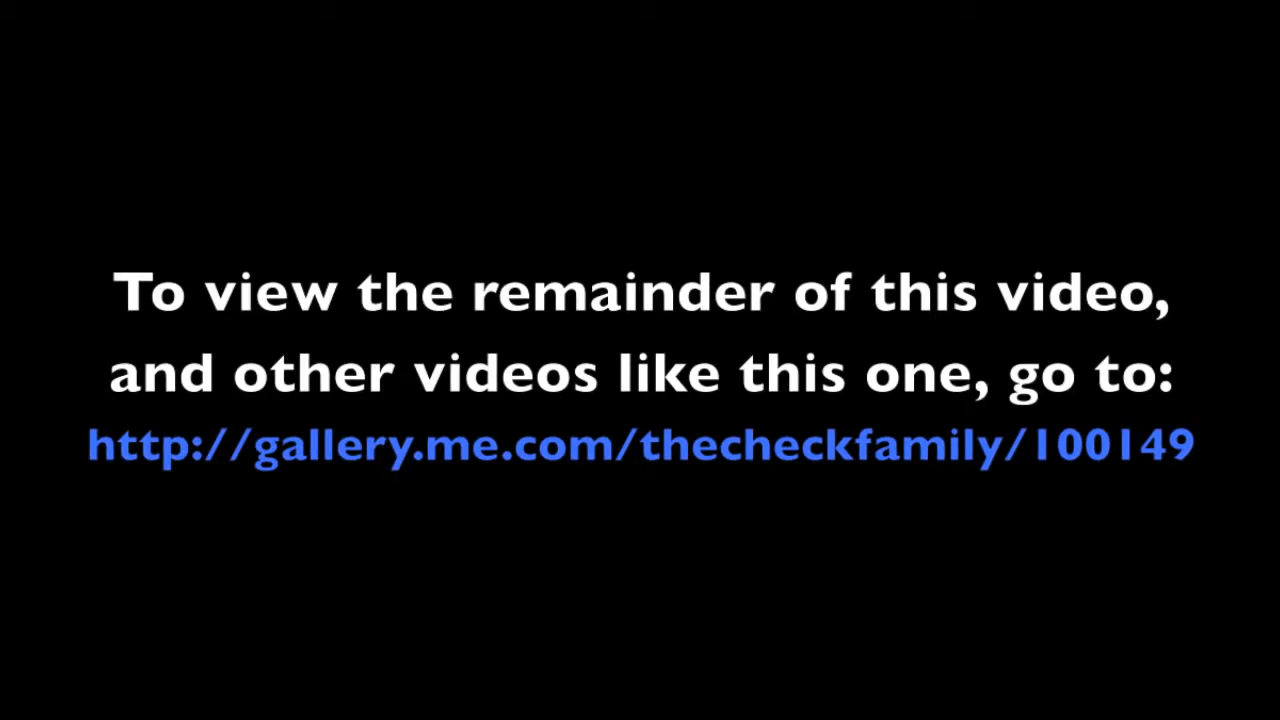 To view the remainder of this video,
and other videos like this one, go to:
http://gallery.me.com/thecheckfamily/100149